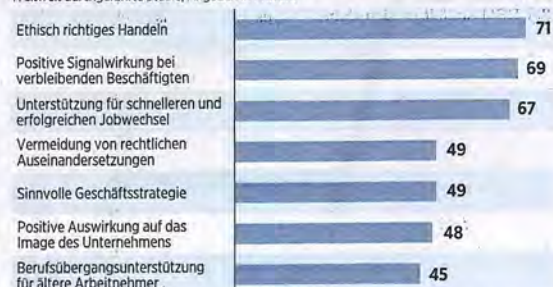 Ethisch richtiges Handeln
71
Positive Signalwirkung bei
verbleibenden Beschäftigten
69
Unterstützung für schnelleren und
erfolgreichen Jobwechsel
67
Vermeidung von rechtlichen
Auseinandersetzungen
49
Sinnvolle Geschäftsstrategie
49
Positive Auswirkung auf das
Image des Unternehmens
48
Berufsübergangsunterstützung
für ältere Arbeitnehmer
45